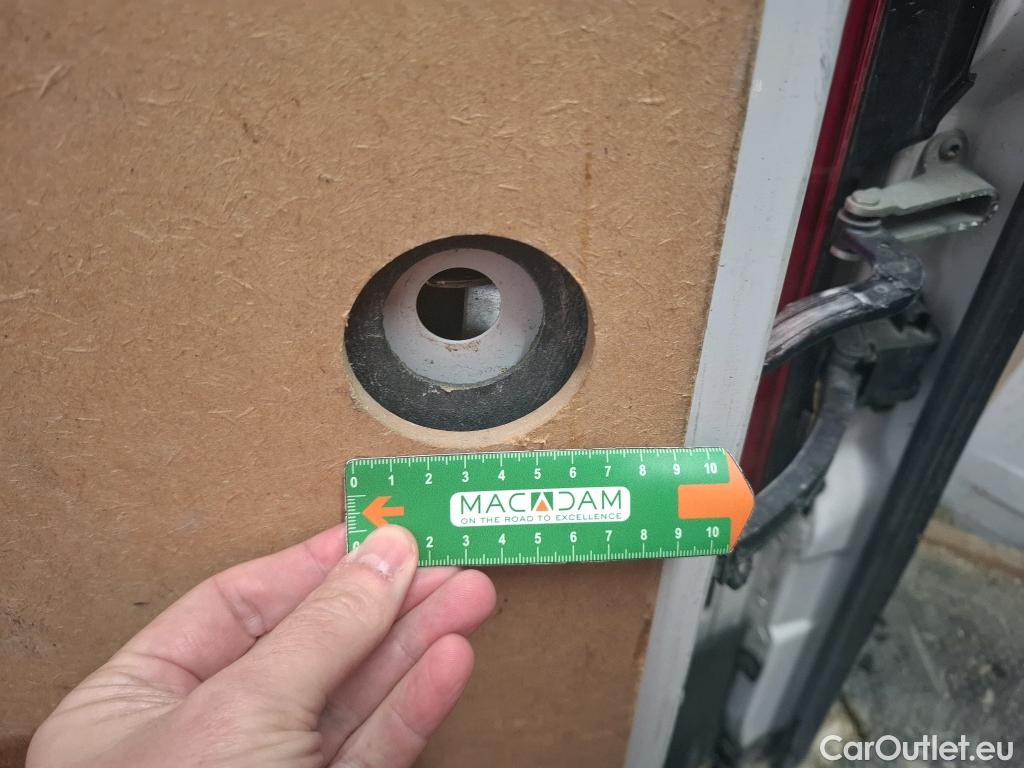 0 1 2 3 4 5 6 7 8 9 10
MACADAM
ON THE ROAD TO EXCELLENCE
0 2 3 4 5 6 7 8 9 10
CarOutlet.eu